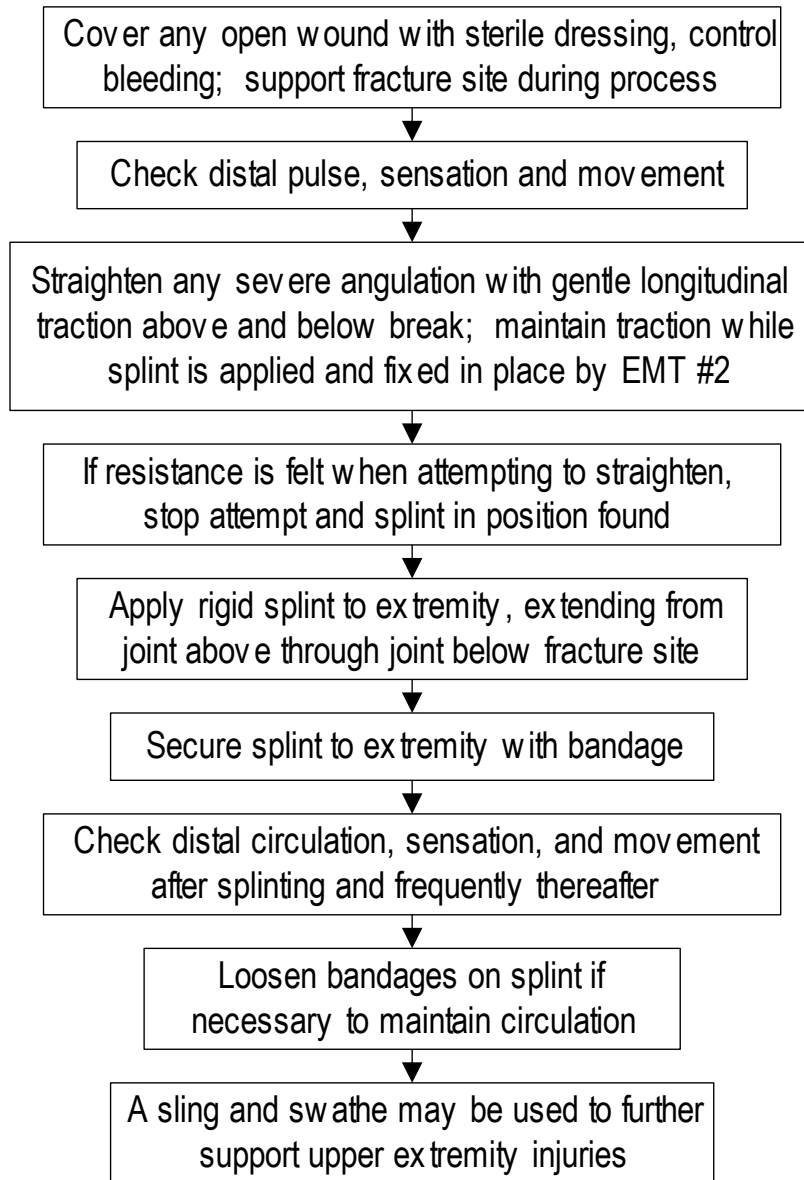 Cover any open wound with sterile dressing, control
bleeding; support fracture site during process
Check distal pulse, sensation and movement
Straighten any severe angulation with gentle longitudinal
traction above and below break; maintain traction while
splint is applied and fixed in place by EMT #2
If resistance is felt when attempting to straighten,
stop attempt and splint in position found
Apply rigid splint to extremity, extending from
joint above through joint below fracture site
Secure splint to extremity with bandage
Check distal circulation, sensation, and movement
after splinting and frequently thereafter
Loosen bandages on splint if
necessary to maintain circulation
A sling and swathe may be used to further
support upper extremity injuries